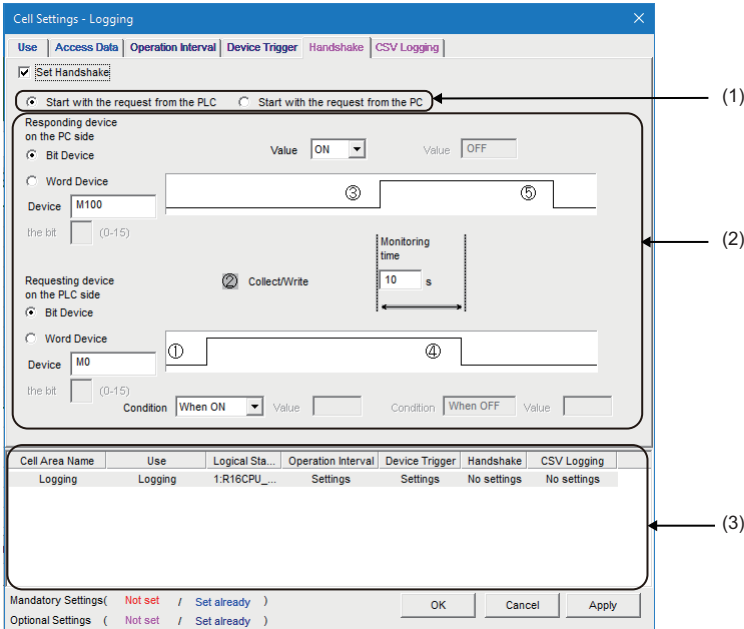 Cell Settings - Logging
Use Access Data Operation Interval Device Trigger Handshake CSV Logging
Set Handshake
Start with the request from the PLC Start with the request from the PC
(1)
Responding device
on the PC side
Bit Device
Value ON Value OFF
Word Device
③ ⑤
Device M100
the bit (0-15)
(2)
Monitoring
time
Requesting device
on the PLC side
② Collect/Write
10 s
Bit Device
Word Device
① ④
Device M0
the bit (0-15)
Condition When ON Value Condition When OFF Value
Cell Area Name Use Logical Sta... Operation Interval Device Trigger Handshake CSV Logging
Logging Logging 1:R16CPU_... Settings Settings No settings No settings
(3)
Mandatory Settings( Not set / Set already )
Optional Settings ( Not set / Set already )
OK Cancel Apply